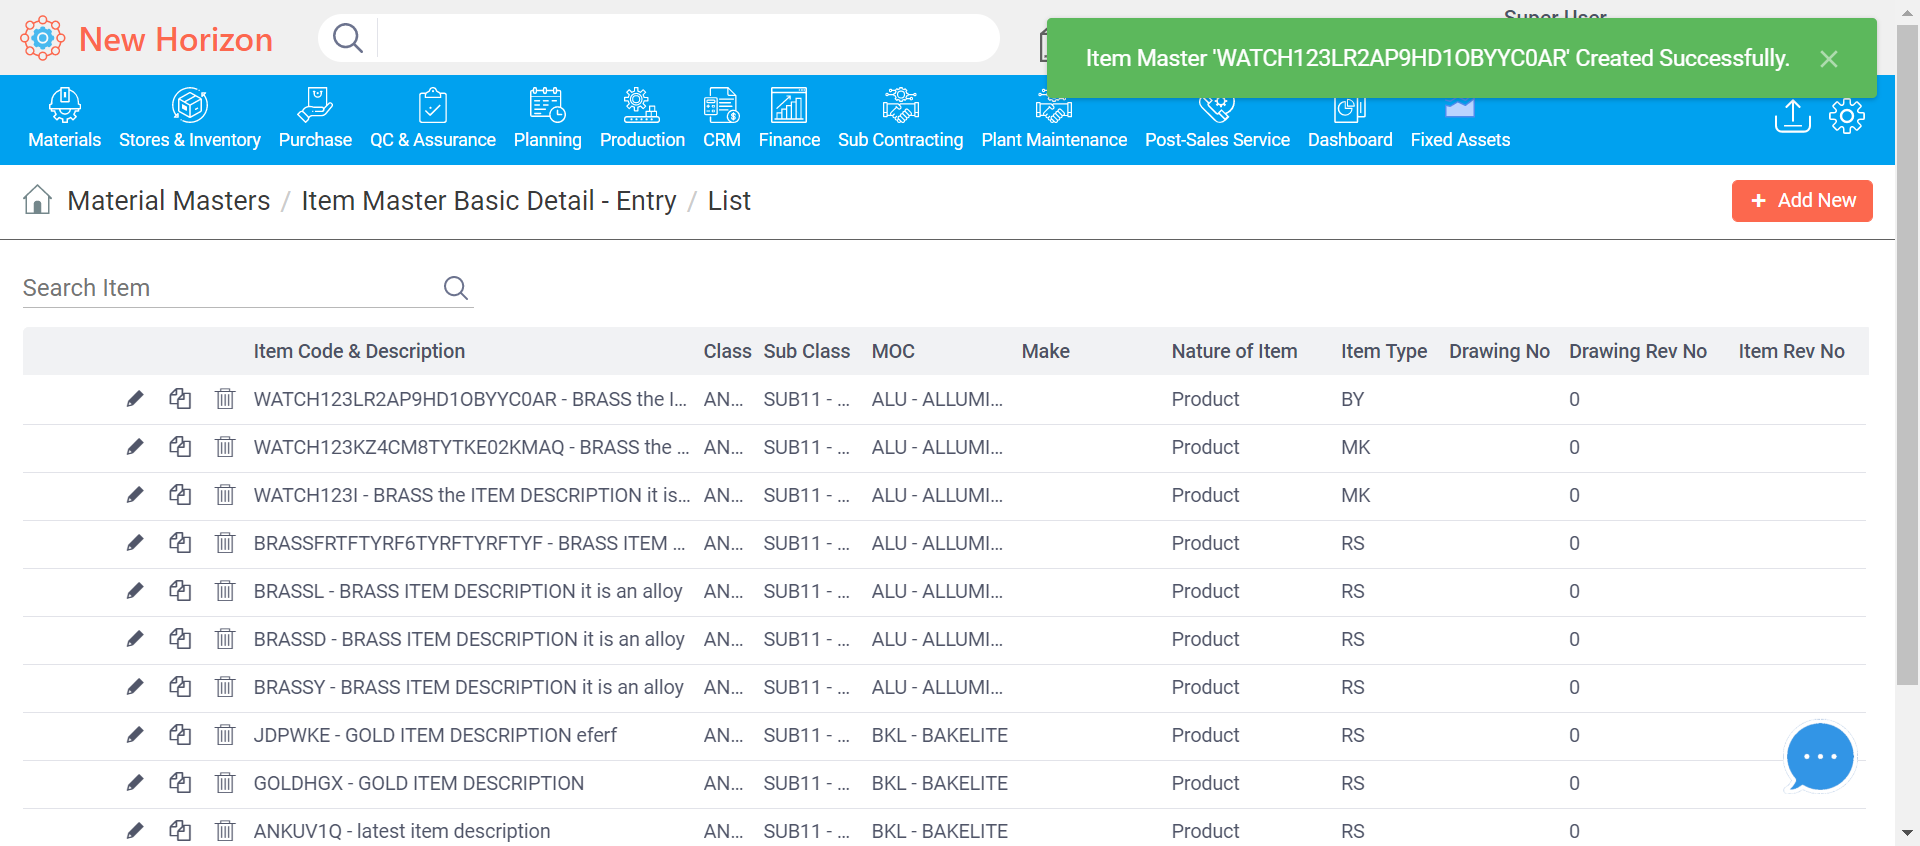 New Horizon
Item Master 'WATCH123LR2AP9HD1OBYYC0AR' Created Successfully.
Materials Stores & Inventory Purchase QC & Assurance Planning Production CRM Finance Sub Contracting Plant Maintenance Post-Sales Service Dashboard Fixed Assets
Material Masters / Item Master Basic Detail - Entry / List
+ Add New
Search Item
Item Code & Description Class Sub Class MOC Make Nature of Item Item Type Drawing No Drawing Rev No Item Rev No
WATCH123LR2AP9HD1OBYYC0AR - BRASS the I... AN... SUB11 - ... ALU - ALLUMI... Product BY 0
WATCH123KZ4CM8TYTKE02KMAQ - BRASS the ... AN... SUB11 - ... ALU - ALLUMI... Product MK 0
WATCH123I - BRASS the ITEM DESCRIPTION it is... AN... SUB11 - ... ALU - ALLUMI... Product MK 0
BRASSFRTFTYRF6TYRFTYRFTYF - BRASS ITEM ... AN... SUB11 - ... ALU - ALLUMI... Product RS 0
BRASSL - BRASS ITEM DESCRIPTION it is an alloy AN... SUB11 - ... ALU - ALLUMI... Product RS 0
BRASSD - BRASS ITEM DESCRIPTION it is an alloy AN... SUB11 - ... ALU - ALLUMI... Product RS 0
BRASSY - BRASS ITEM DESCRIPTION it is an alloy AN... SUB11 - ... ALU - ALLUMI... Product RS 0
JDPWKE - GOLD ITEM DESCRIPTION eferf AN... SUB11 - ... BKL - BAKELITE Product RS 0
GOLDHGX - GOLD ITEM DESCRIPTION AN... SUB11 - ... BKL - BAKELITE Product RS 0
ANKUV1Q - latest item description AN... SUB11 - ... BKL - BAKELITE Product RS 0